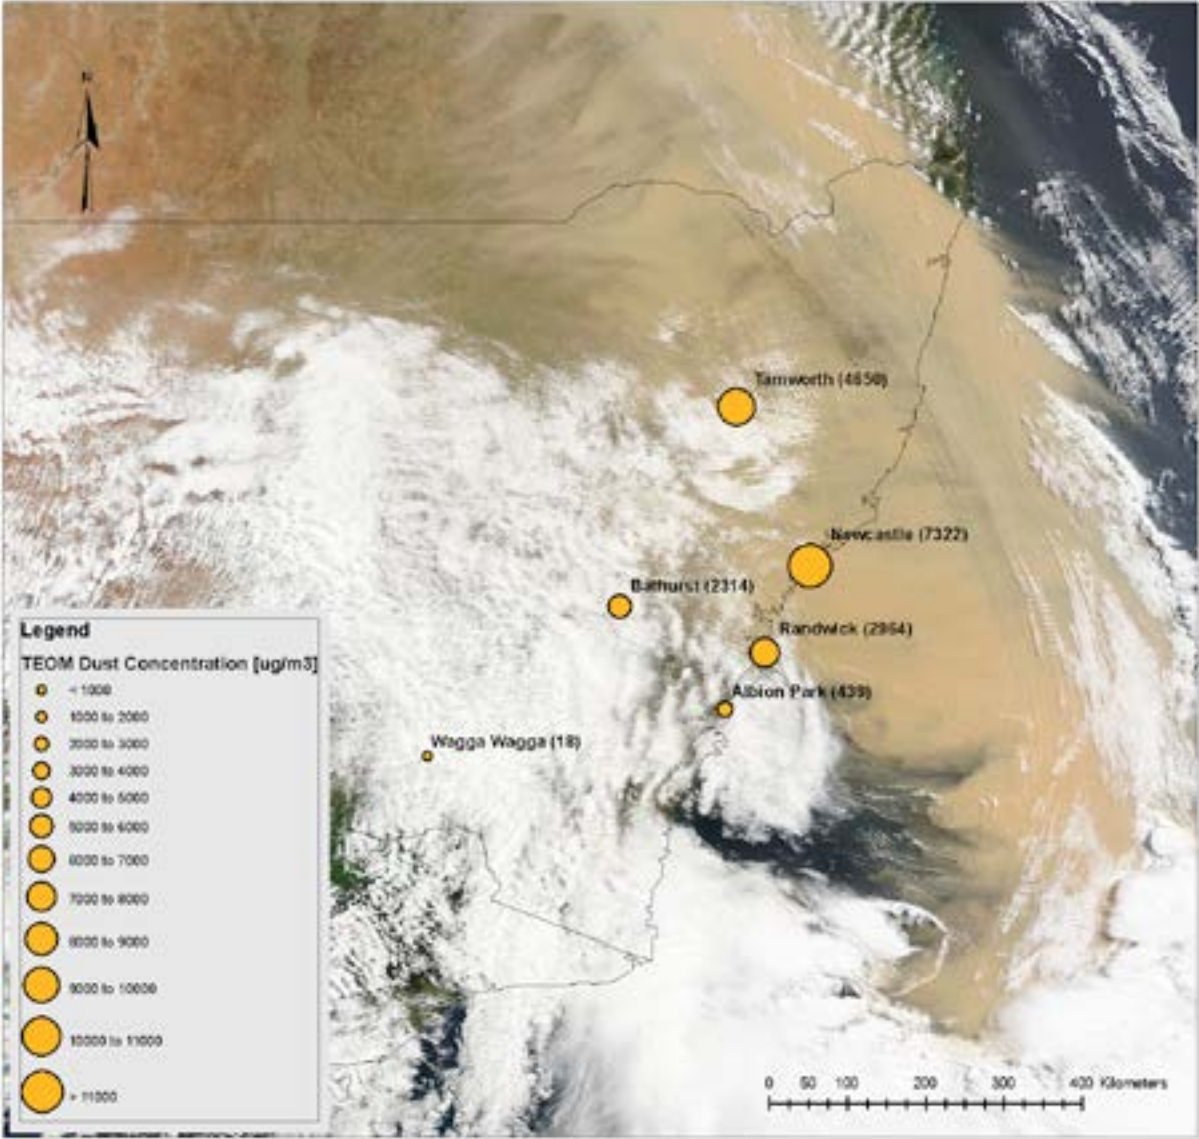 N
Tamworth (4650)
Newcastle (7322)
Bathurst (2314)
Randwick (2964)
Albion Park (439)
Wagga Wagga (18)
Legend
TEOM Dust Concentration [ug/m3]
< 1000
1000 to 2000
2000 to 3000
3000 to 4000
4000 to 5000
5000 to 6000
6000 to 7000
7000 to 8000
8000 to 9000
9000 to 10000
10000 to 11000
> 11000
0 50 100 200 300 400 Kilometers